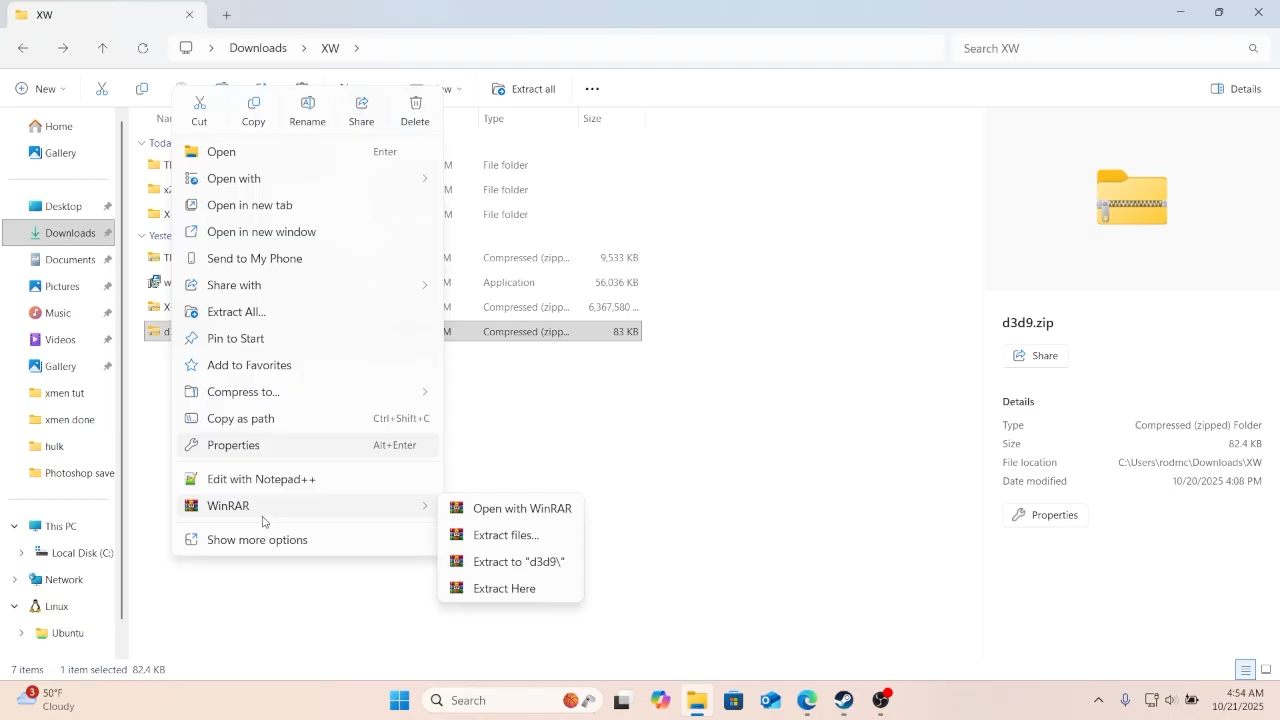 XW
Downloads
XW
Search XW
New
Extract all
Details
Cut
Copy
Rename
Share
Delete
Type
Size
Home
Gallery
Desktop
Downloads
Documents
Pictures
Music
Videos
Gallery
xmen tut
xmen done
hulk
Photoshop save
This PC
Local Disk (C:)
Network
Linux
Ubuntu
Open Enter
Open with
Open in new tab
Open in new window
Send to My Phone
Share with
Extract All...
Pin to Start
Add to Favorites
Compress to...
Copy as path Ctrl+Shift+C
Properties Alt+Enter
Edit with Notepad++
WinRAR
Show more options
Open with WinRAR
Extract files...
Extract to "d3d9\"
Extract Here
M File folder
M File folder
M File folder
M Compressed (zipp... 9,533 KB
M Application 56,036 KB
M Compressed (zipp... 6,367,580 ...
M Compressed (zipp... 83 KB
d3d9.zip
Share
Details
Type Compressed (zipped) Folder
Size 82.4 KB
File location C:\Users\rodmc\Downloads\XW
Date modified 10/20/2025 4:08 PM
Properties
7 items 1 item selected 82.4 KB
3
50°F
Cloudy
Search
4:54 AM
10/21/2025